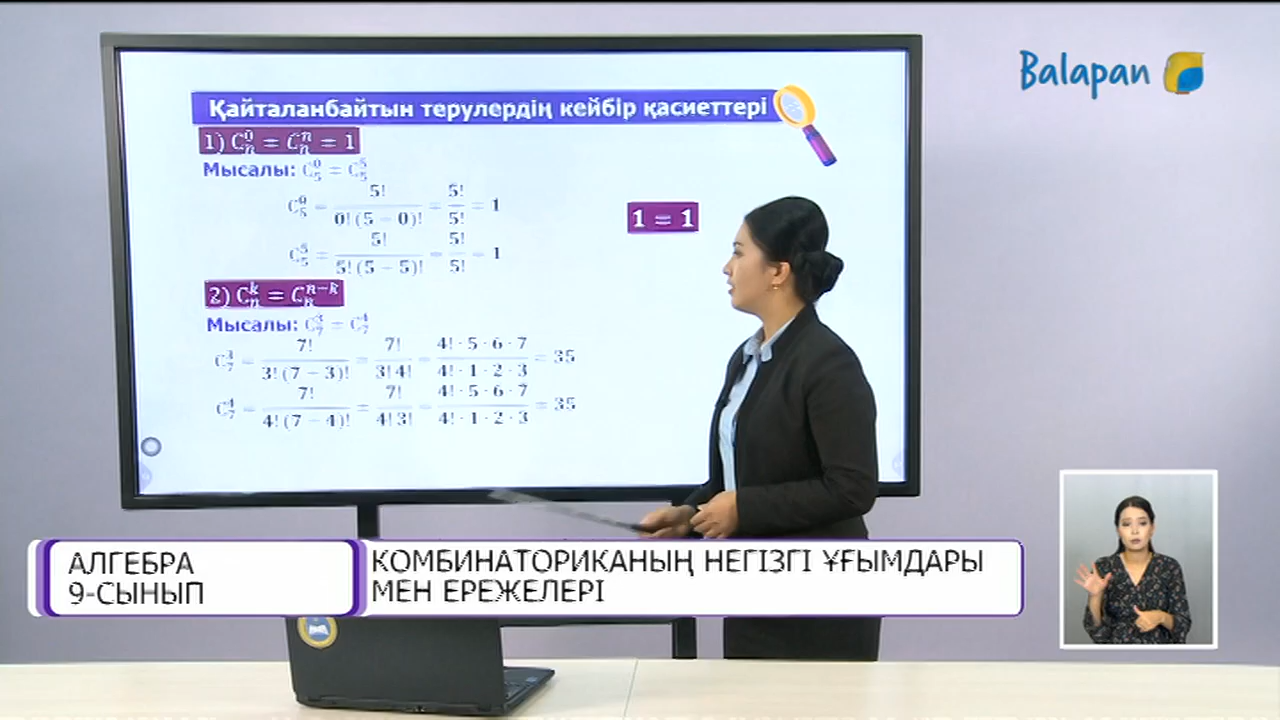 Balapan
Қайталанбайтын терулердің кейбір қасиеттері
1) C_n^0 = C_n^n = 1
Мысалы: C_5^0 = C_5^5
C_5^0 = 5! / 0! (5 − 0)! = 5! / 5! = 1
1 = 1
C_5^5 = 5! / 5! (5 − 5)! = 5! / 5! = 1
2) C_n^k = C_n^{n−k}
Мысалы: C_7^3 = C_7^4
C_7^3 = 7! / 3! (7 − 3)! = 7! / 3! 4! = 4! · 5 · 6 · 7 / 4! · 1 · 2 · 3 = 35
C_7^4 = 7! / 4! (7 − 4)! = 7! / 4! 3! = 4! · 5 · 6 · 7 / 4! · 1 · 2 · 3 = 35
АЛГЕБРА
9-СЫНЫП
КОМБИНАТОРИКАНЫҢ НЕГІЗГІ ҰҒЫМДАРЫ
МЕН ЕРЕЖЕЛЕРІ